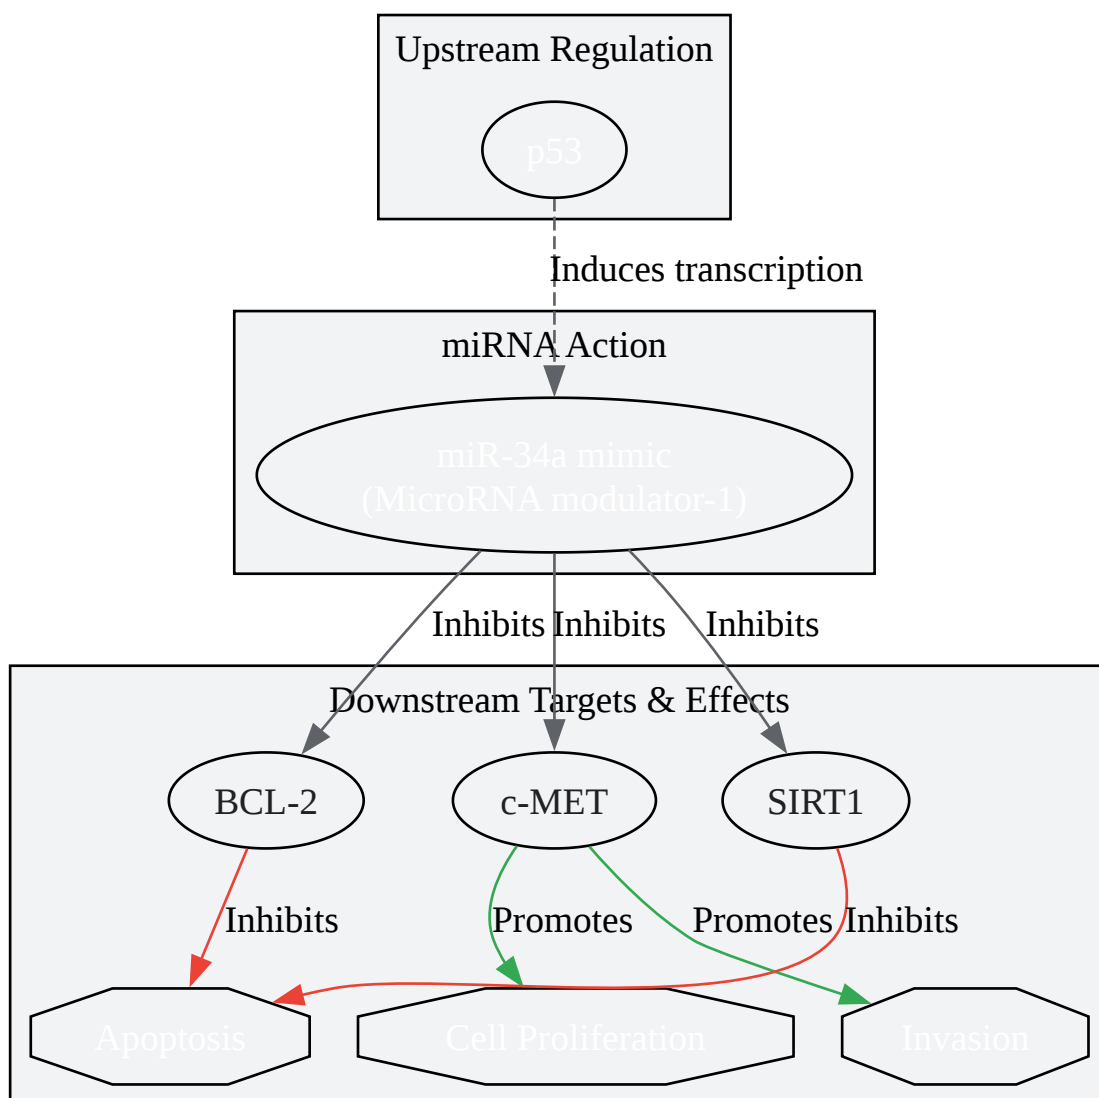 Upstream Regulation
p53
Induces transcription
miRNA Action
miR-34a mimic
(MicroRNA modulator-1)
Inhibits
Inhibits
Inhibits
Downstream Targets & Effects
BCL-2
c-MET
SIRT1
Inhibits
Promotes
Promotes
Inhibits
Apoptosis
Cell Proliferation
Invasion